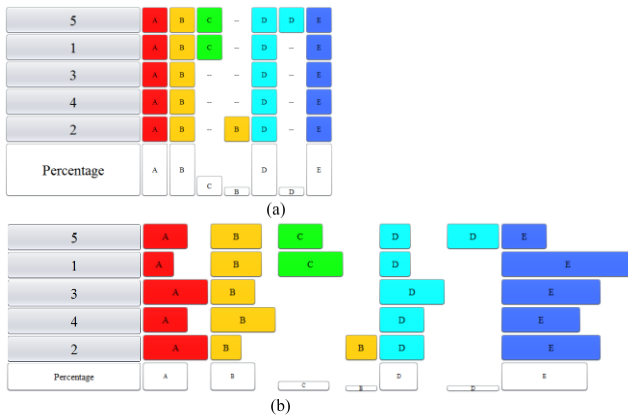 5 A B C -- D D E
1 A B C -- D -- E
3 A B -- -- D -- E
4 A B -- -- D -- E
2 A B -- B D -- E
Percentage A B C B D D E
(a)
5 A B C D D E
1 A B C D E
3 A B D E
4 A B D E
2 A B B D E
Percentage A B C B D D E
(b)